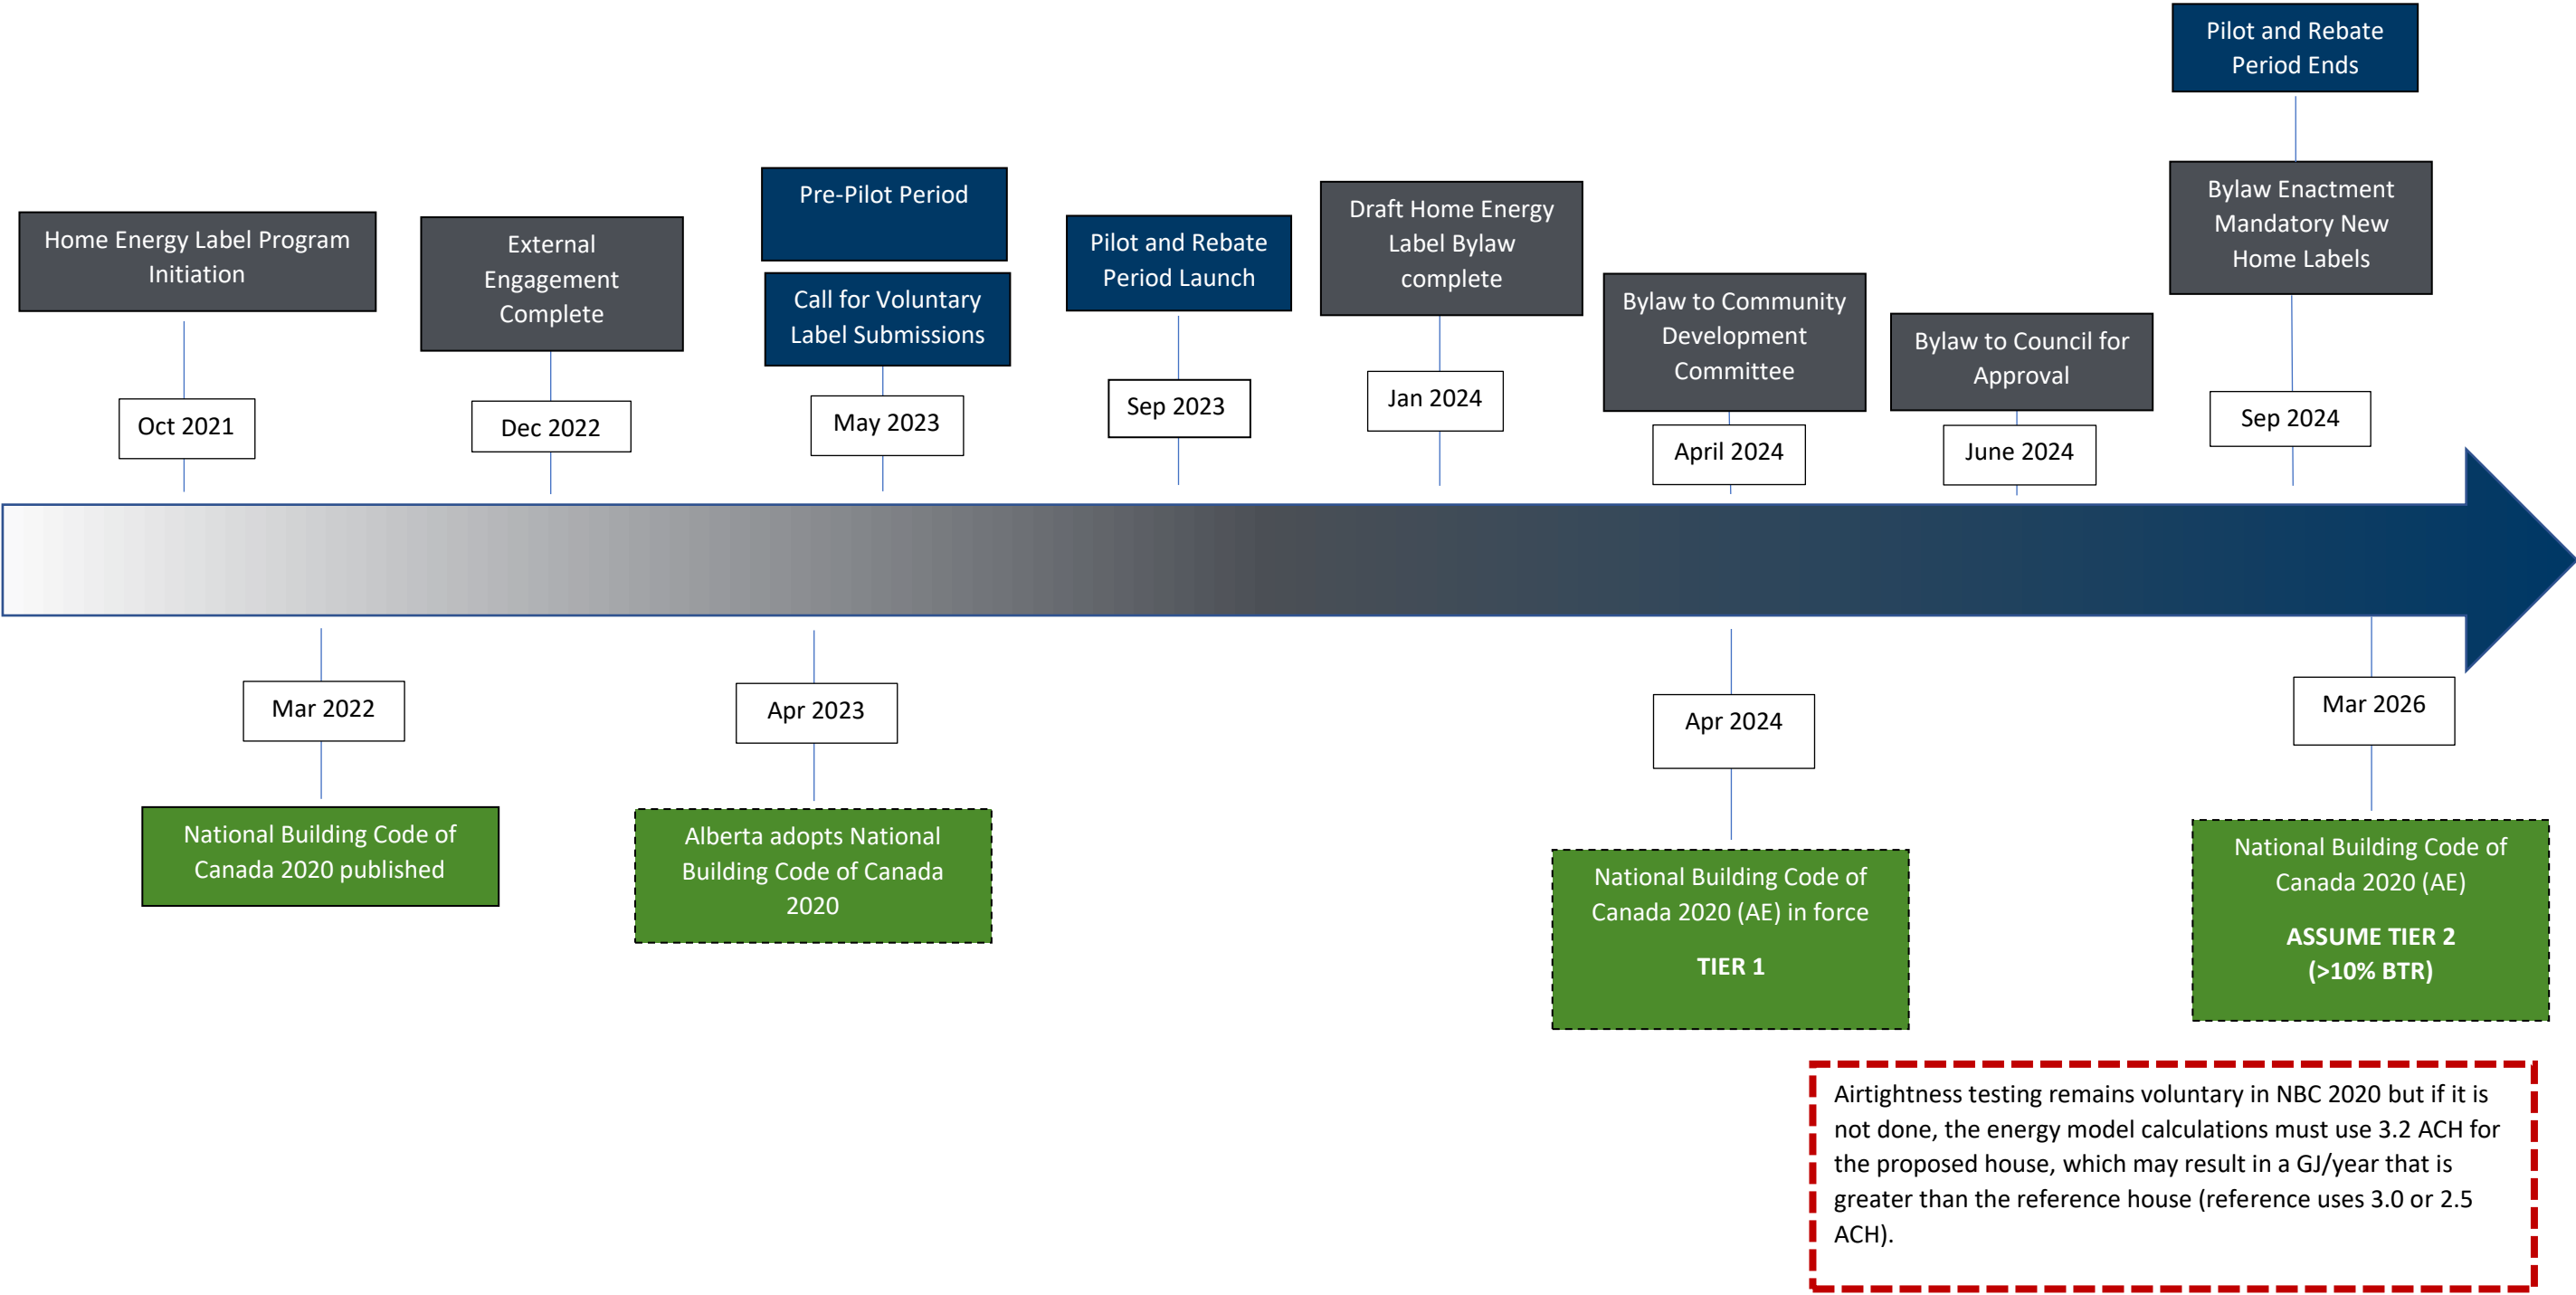 Pilot and Rebate
Period Ends
Home Energy Label Program
Initiation
External
Engagement
Complete
Pre-Pilot Period
Call for Voluntary
Label Submissions
Pilot and Rebate
Period Launch
Draft Home Energy
Label Bylaw
complete
Bylaw to Community
Development
Committee
Bylaw to Council for
Approval
Bylaw Enactment
Mandatory New
Home Labels
Oct 2021
Dec 2022
May 2023
Sep 2023
Jan 2024
April 2024
June 2024
Sep 2024
Mar 2022
Apr 2023
Apr 2024
Mar 2026
National Building Code of
Canada 2020 published
Alberta adopts National
Building Code of Canada
2020
National Building Code of
Canada 2020 (AE) in force
TIER 1
National Building Code of
Canada 2020 (AE)
ASSUME TIER 2
(>10% BTR)
Airtightness testing remains voluntary in NBC 2020 but if it is
not done, the energy model calculations must use 3.2 ACH for
the proposed house, which may result in a GJ/year that is
greater than the reference house (reference uses 3.0 or 2.5
ACH).